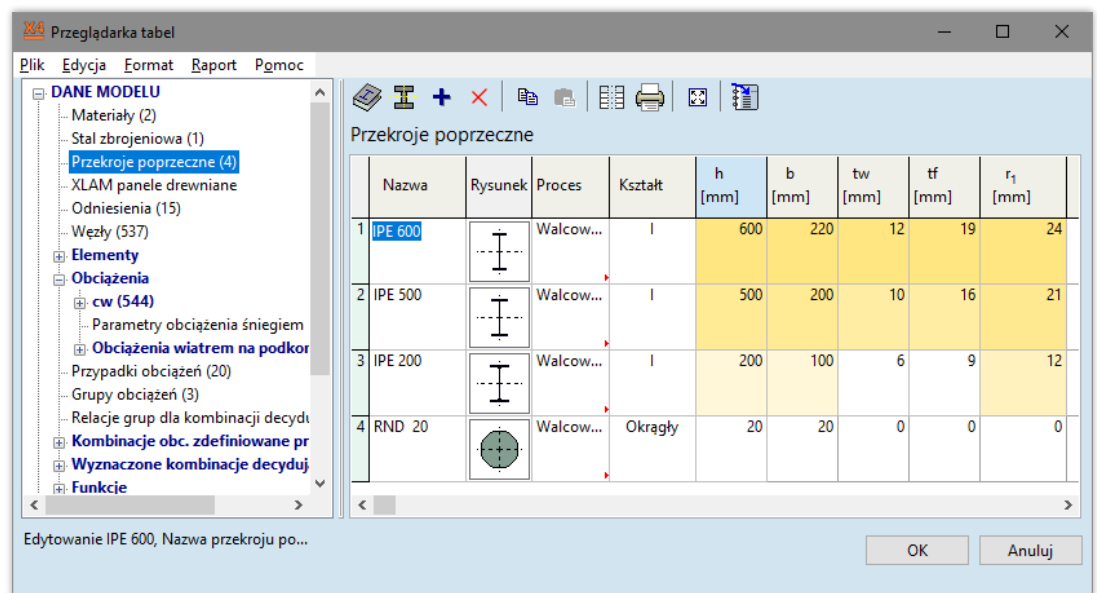 X4 Przeglądarka tabel
Plik Edycja Format Raport Pomoc
DANE MODELU
Materiały (2)
Stal zbrojeniowa (1)
Przekroje poprzeczne (4)
XLAM panele drewniane
Odniesienia (15)
Węzły (537)
Elementy
Obciążenia
cw (544)
Parametry obciążenia śniegiem
Obciążenia wiatrem na podkor
Przypadki obciążeń (20)
Grupy obciążeń (3)
Relacje grup dla kombinacji decydu
Kombinacje obc. zdefiniowane pr
Wyznaczone kombinacje decyduj
Funkcje
Przekroje poprzeczne
Nazwa Rysunek Proces Kształt h [mm] b [mm] tw [mm] tf [mm] r1 [mm]
1 IPE 600 Walcow... I 600 220 12 19 24
2 IPE 500 Walcow... I 500 200 10 16 21
3 IPE 200 Walcow... I 200 100 6 9 12
4 RND 20 Walcow... Okrągły 20 20 0 0 0
Edytowanie IPE 600, Nazwa przekroju po...
OK Anuluj